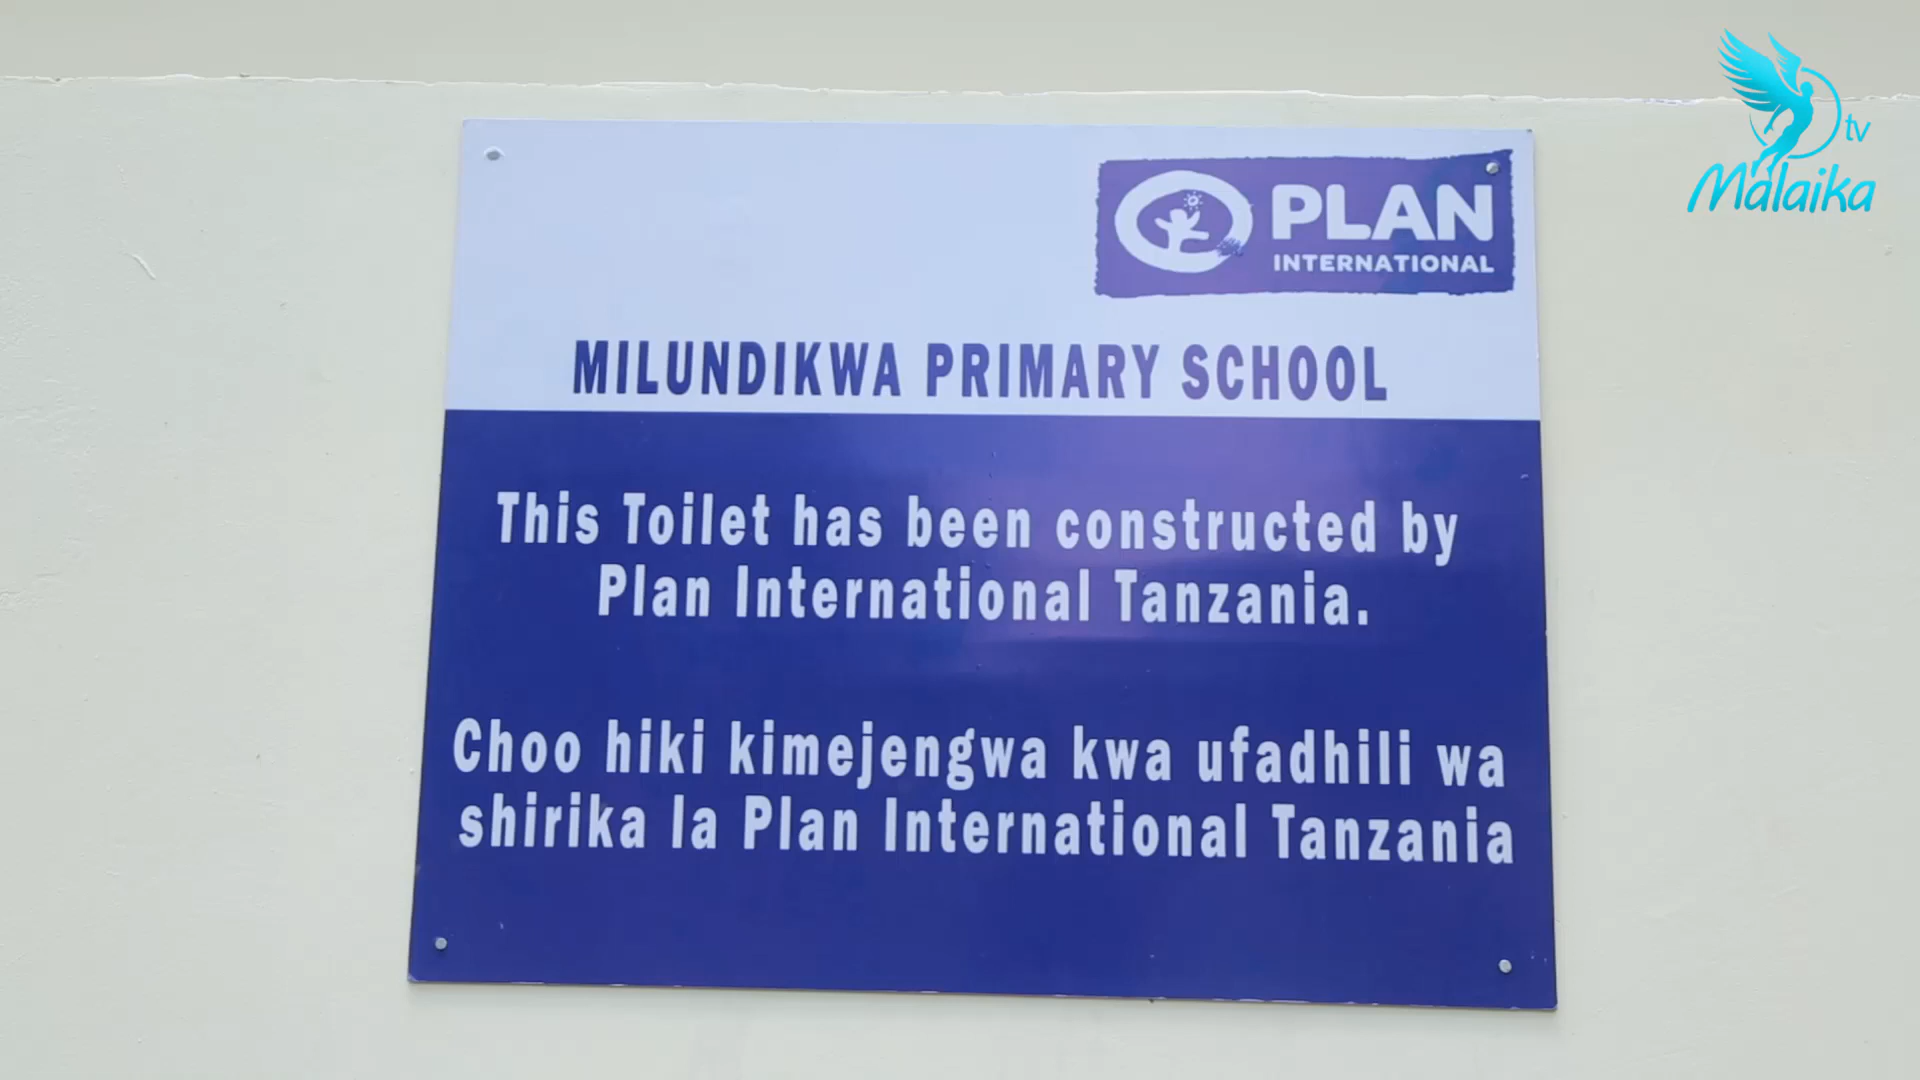 tv
Malaika
PLAN
INTERNATIONAL
MILUNDIKWA PRIMARY SCHOOL
This Toilet has been constructed by
Plan International Tanzania.
Choo hiki kimejengwa kwa ufadhili wa
shirika la Plan International Tanzania